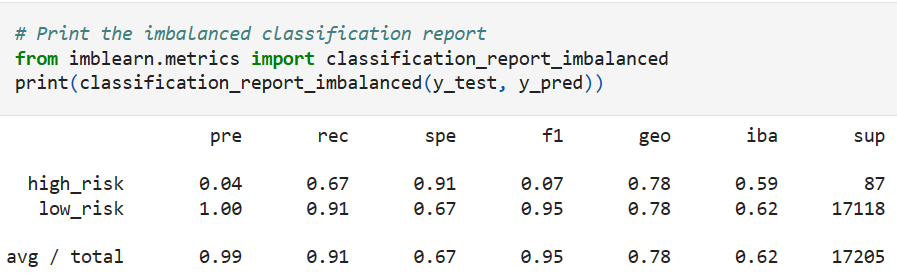 # Print the imbalanced classification report
from imblearn.metrics import classification_report_imbalanced
print(classification_report_imbalanced(y_test, y_pred))
pre rec spe f1 geo iba sup
high_risk 0.04 0.67 0.91 0.07 0.78 0.59 87
low_risk 1.00 0.91 0.67 0.95 0.78 0.62 17118
avg / total 0.99 0.91 0.67 0.95 0.78 0.62 17205